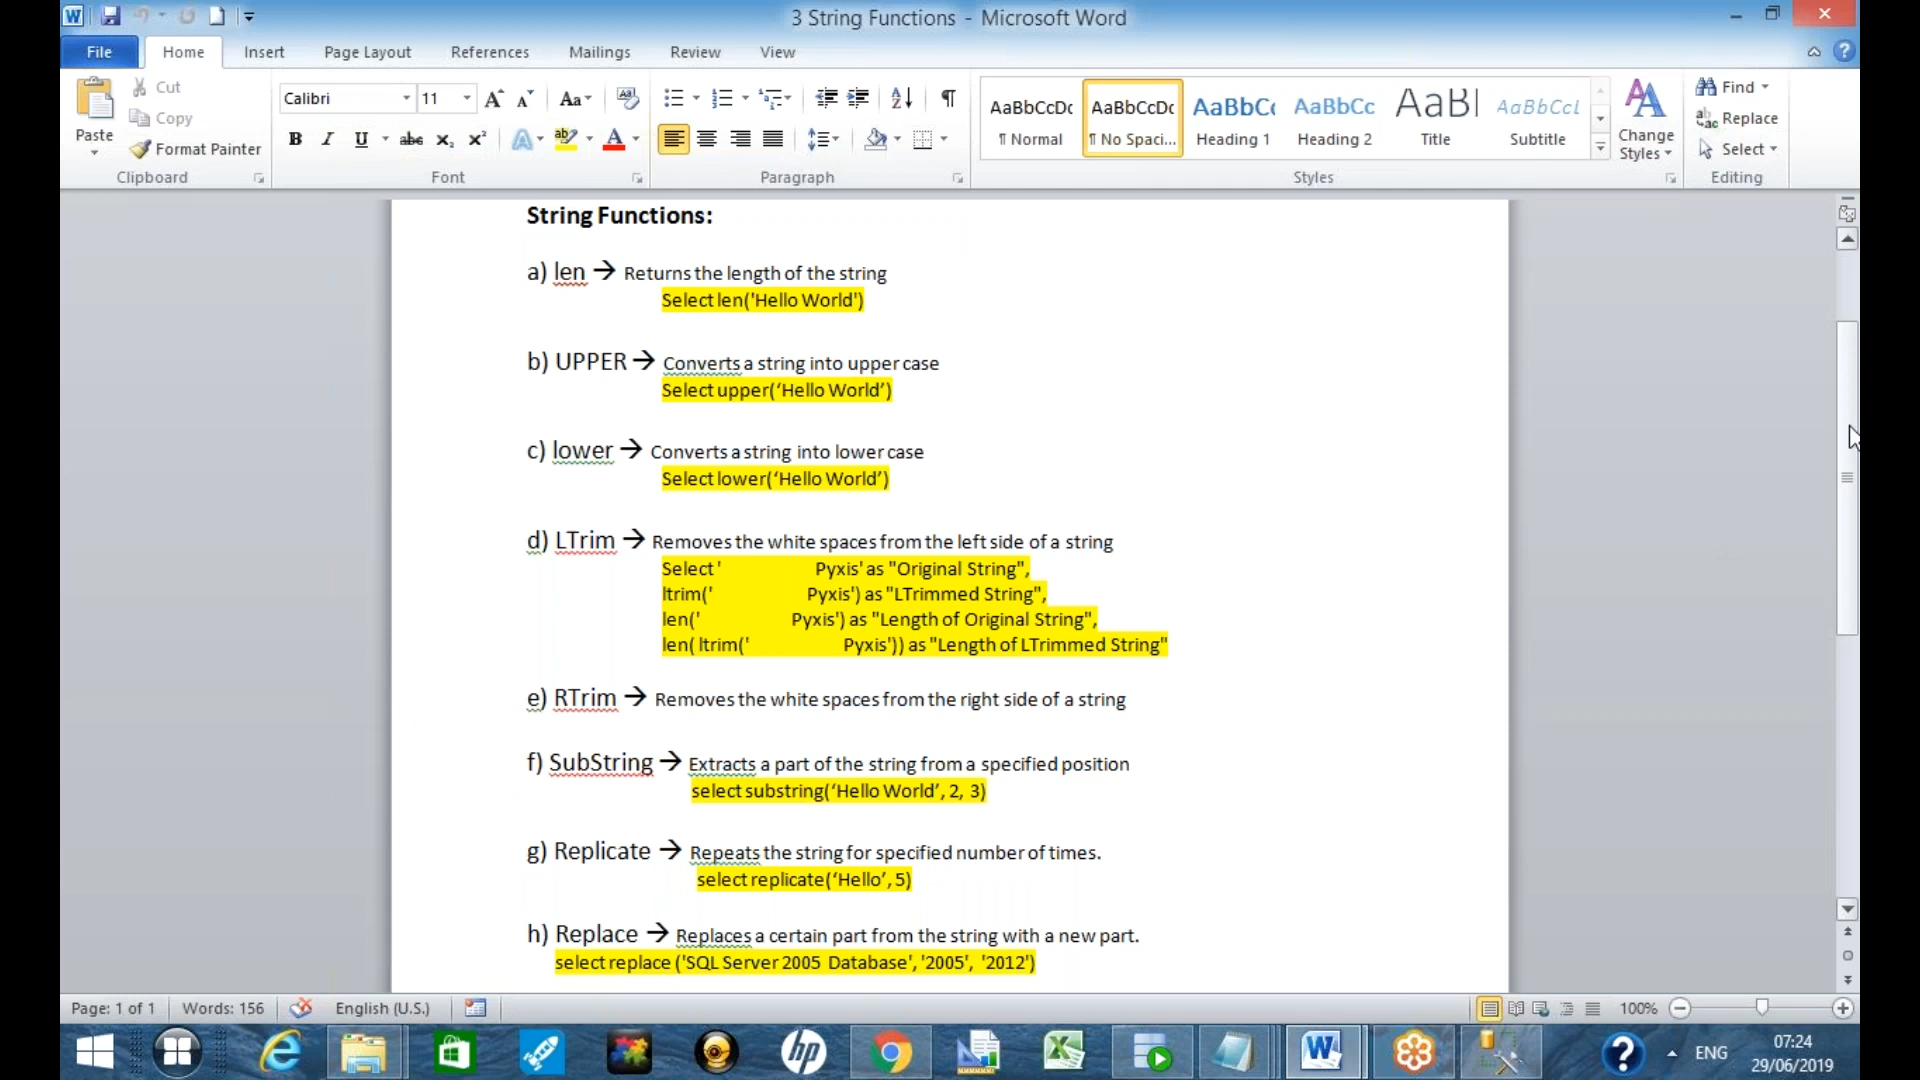 3 String Functions - Microsoft Word
File Home Insert Page Layout References Mailings Review View
Paste
Cut
Copy
Format Painter
Clipboard
Calibri 11
Font
Paragraph
AaBbCcDc AaBbCcDc AaBbCc AaBbCc AaBl AaBbCcL
¶ Normal ¶ No Spaci... Heading 1 Heading 2 Title Subtitle
Change Styles
Styles
Find
Replace
Select
Editing
String Functions:
a) len → Returns the length of the string
Select len('Hello World')
b) UPPER → Converts a string into upper case
Select upper(‘Hello World’)
c) lower → Converts a string into lower case
Select lower(‘Hello World’)
d) LTrim → Removes the white spaces from the left side of a string
Select '                Pyxis' as "Original String",
ltrim('                Pyxis') as "LTrimmed String",
len('                Pyxis') as "Length of Original String",
len( ltrim('                Pyxis')) as "Length of LTrimmed String"
e) RTrim → Removes the white spaces from the right side of a string
f) SubString → Extracts a part of the string from a specified position
select substring(‘Hello World’, 2, 3)
g) Replicate → Repeats the string for specified number of times.
select replicate(‘Hello’, 5)
h) Replace → Replaces a certain part from the string with a new part.
select replace ('SQL Server 2005 Database', '2005', '2012')
Page: 1 of 1 Words: 156 English (U.S.) 100%
ENG
07:24
29/06/2019